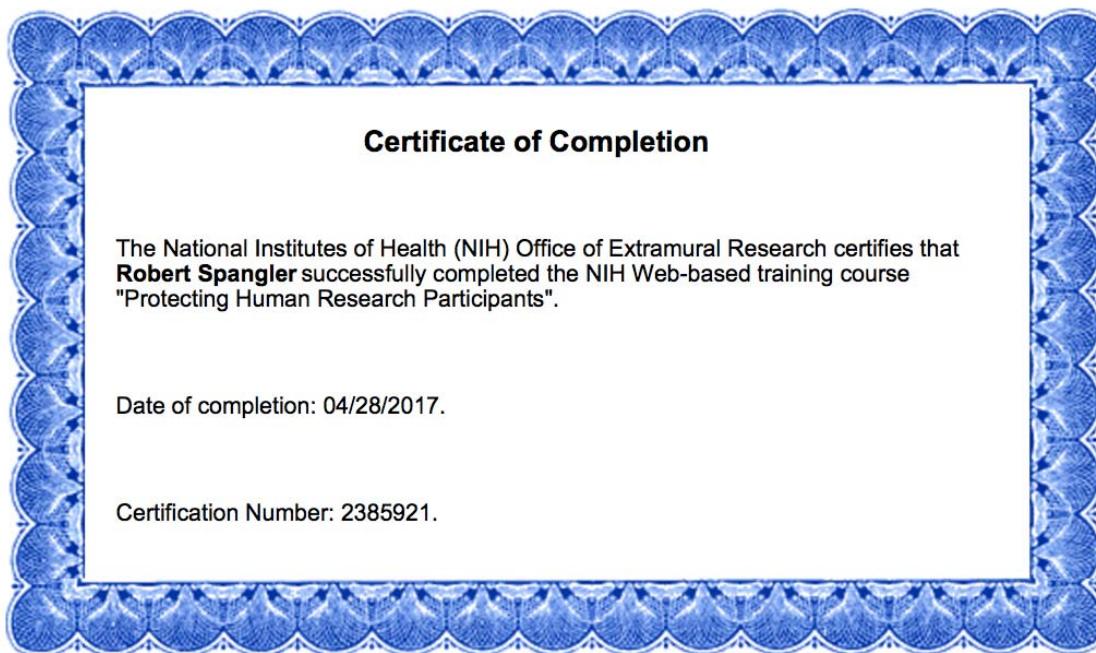 Certificate of Completion
The National Institutes of Health (NIH) Office of Extramural Research certifies that
Robert Spangler successfully completed the NIH Web-based training course
"Protecting Human Research Participants".
Date of completion: 04/28/2017.
Certification Number: 2385921.